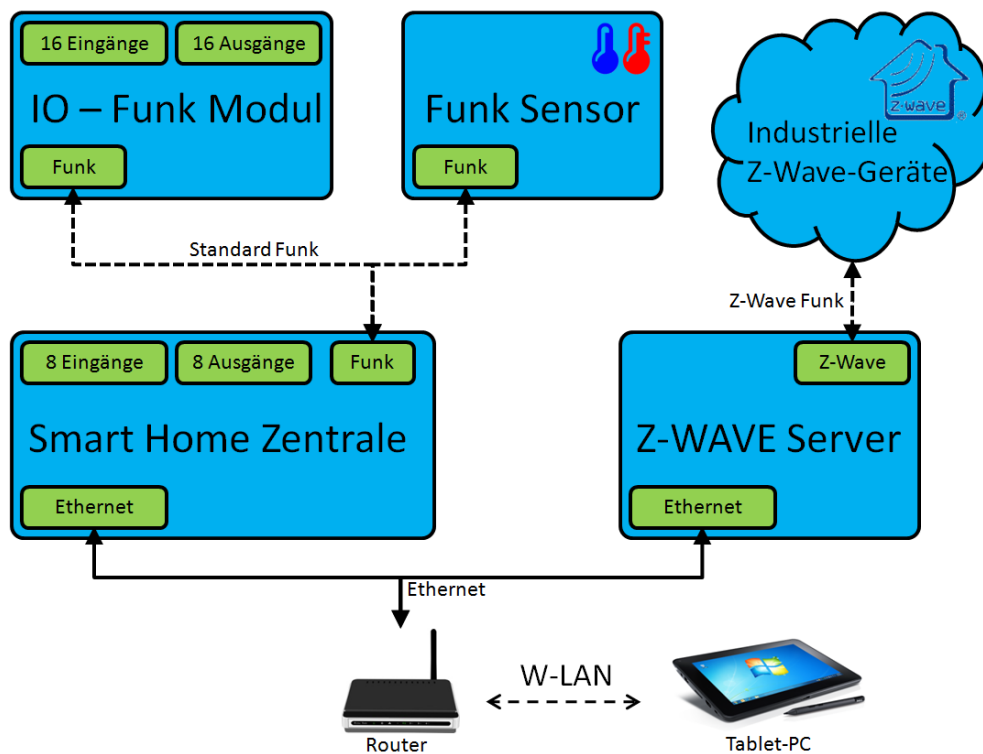 16 Eingänge
16 Ausgänge
IO – Funk Modul
Funk
Funk Sensor
Funk
z-wave
®
Industrielle
Z-Wave-Geräte
Standard Funk
Z-Wave Funk
8 Eingänge
8 Ausgänge
Funk
Smart Home Zentrale
Ethernet
Z-Wave
Z-WAVE Server
Ethernet
Ethernet
W-LAN
Router
Tablet-PC